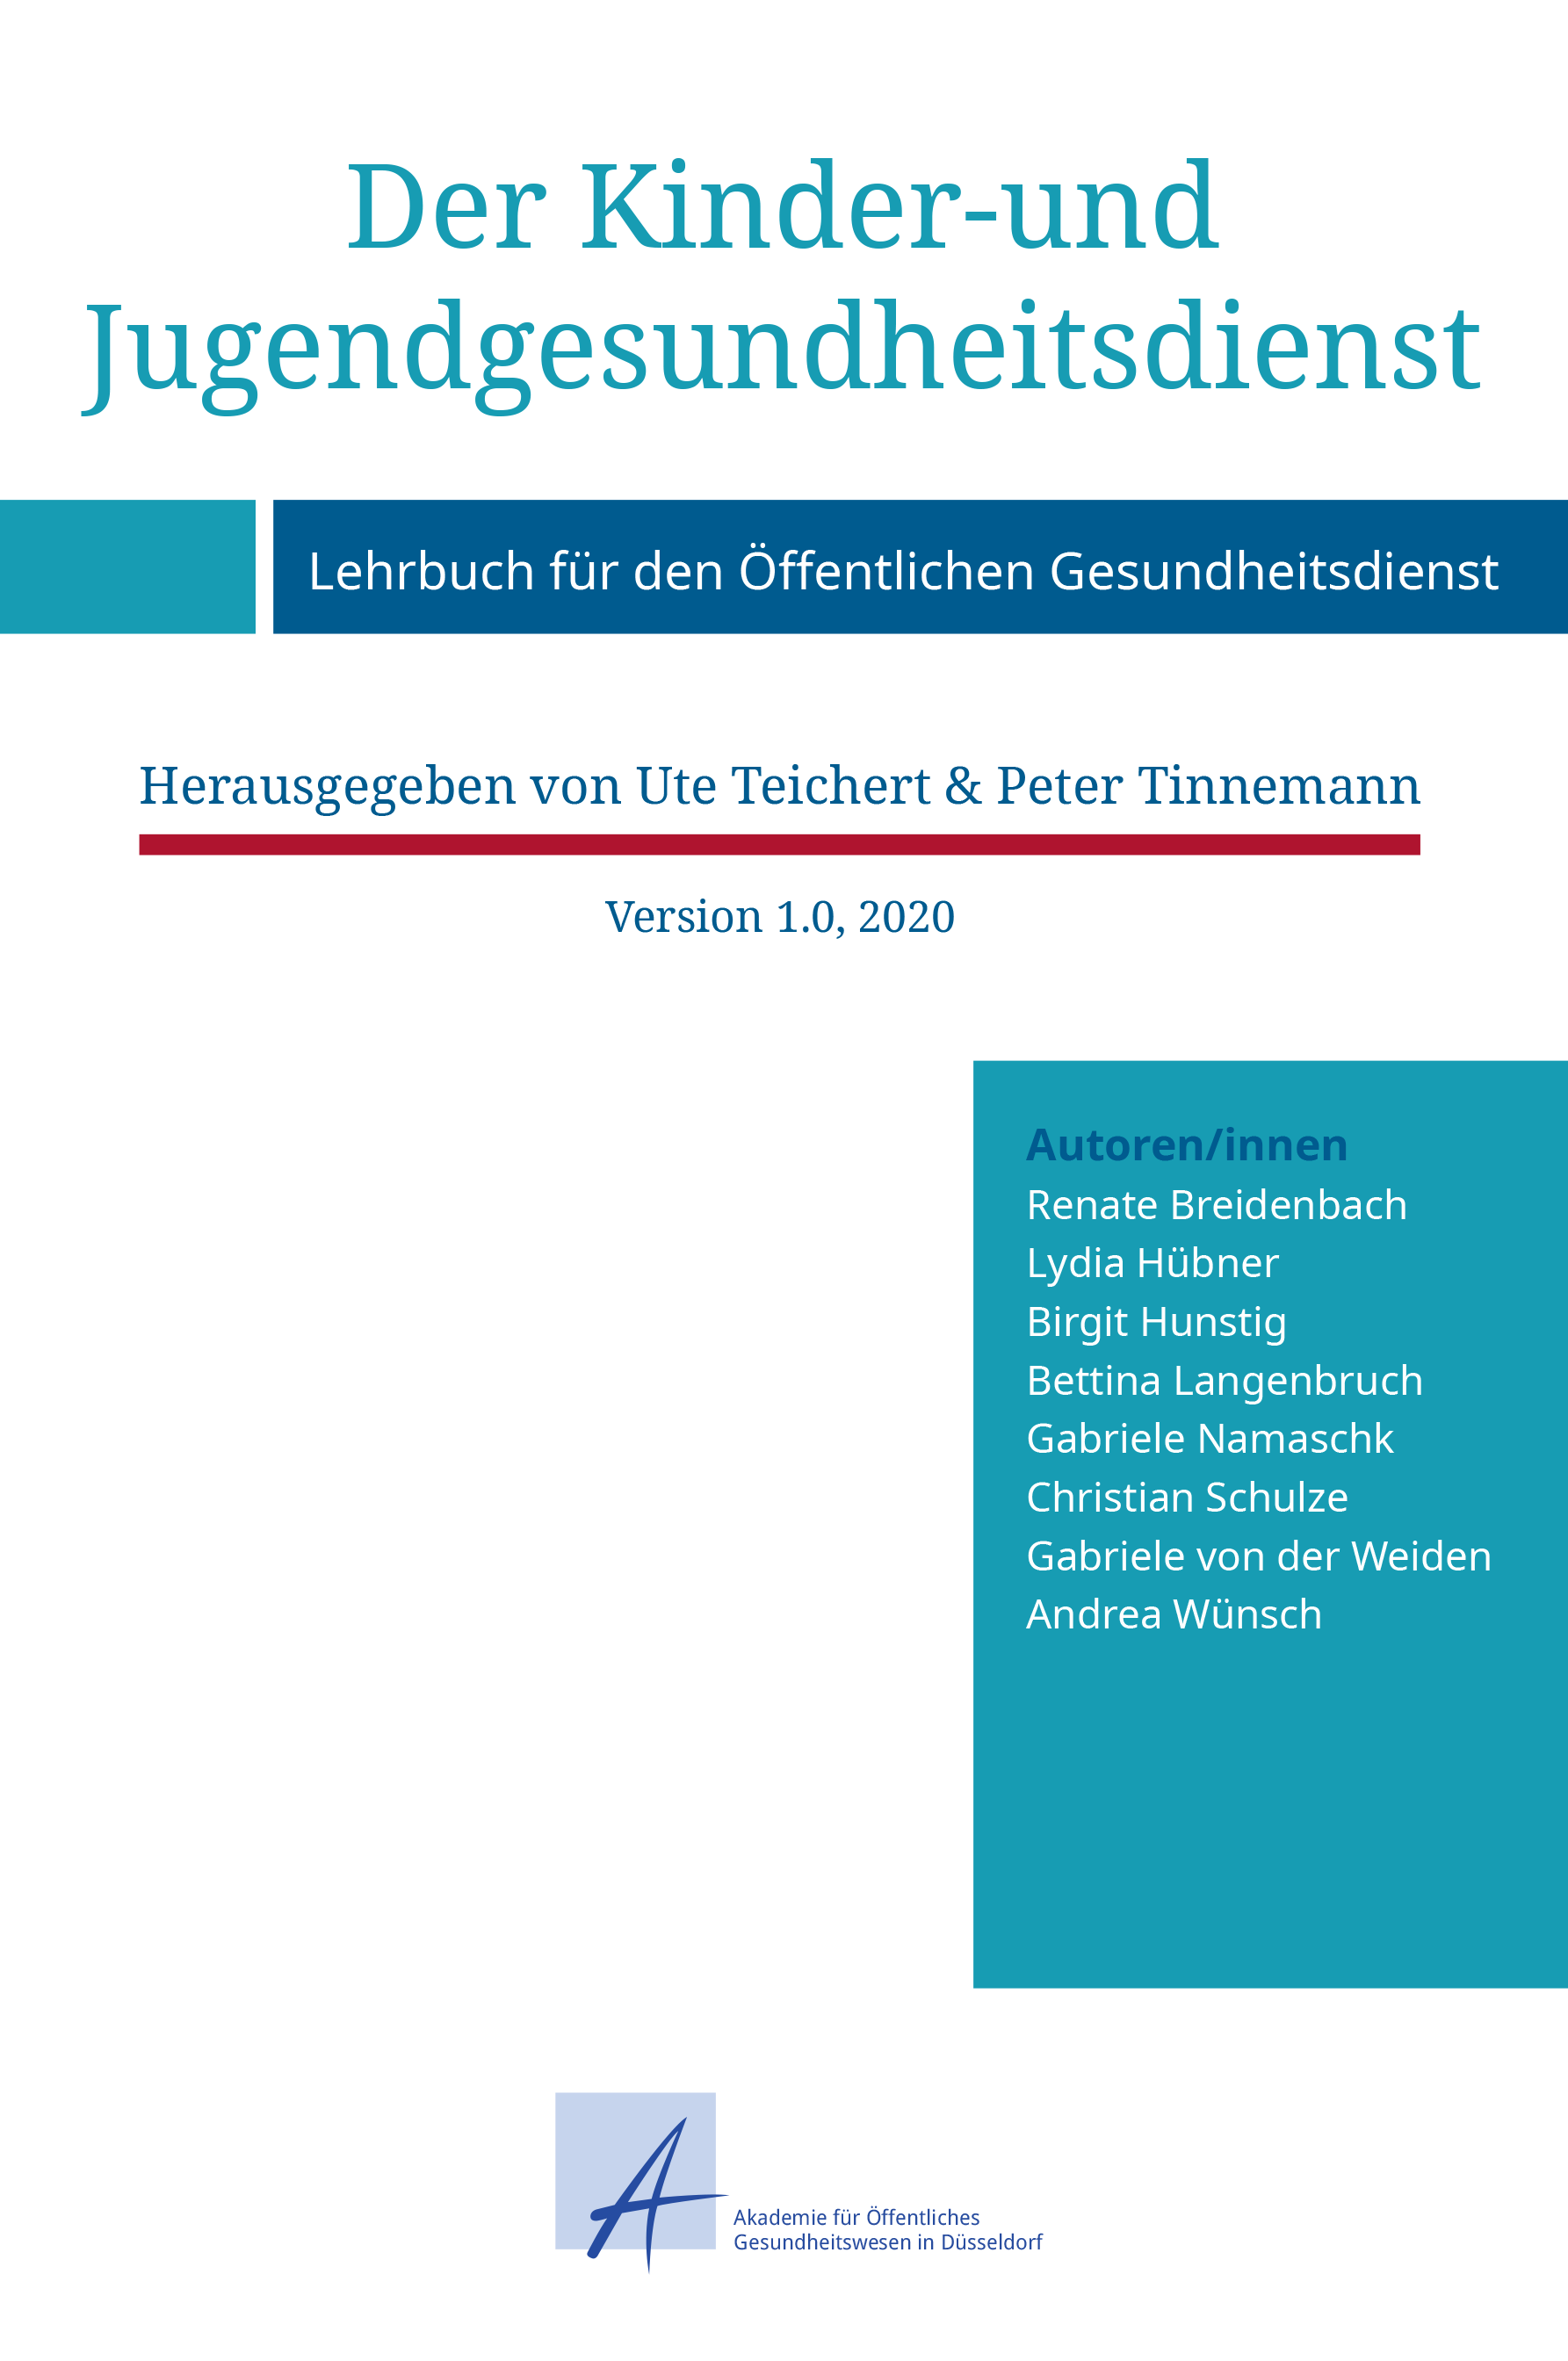 Der Kinder-und
Jugendgesundheitsdienst
Lehrbuch für den Öffentlichen Gesundheitsdienst
Herausgegeben von Ute Teichert & Peter Tinnemann
Version 1.0, 2020
Autoren/innen
Renate Breidenbach
Lydia Hübner
Birgit Hunstig
Bettina Langenbruch
Gabriele Namaschk
Christian Schulze
Gabriele von der Weiden
Andrea Wünsch
A
Akademie für Öffentliches
Gesundheitswesen in Düsseldorf